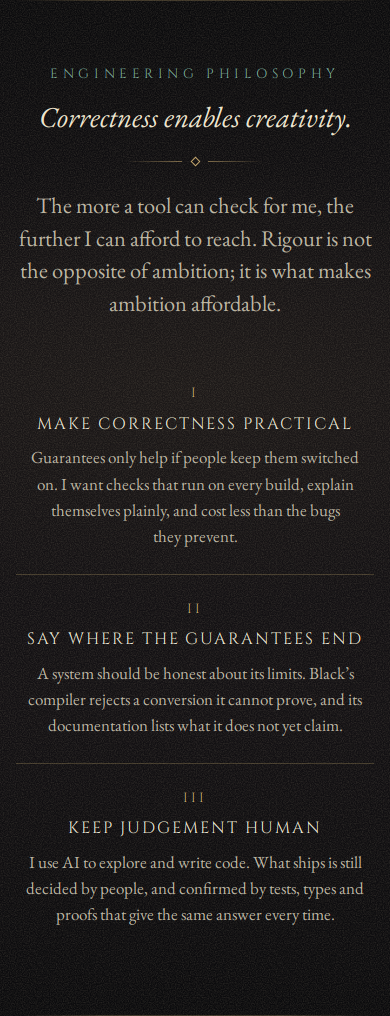 ENGINEERING PHILOSOPHY
Correctness enables creativity.
The more a tool can check for me, the
further I can afford to reach. Rigour is not
the opposite of ambition; it is what makes
ambition affordable.
I
MAKE CORRECTNESS PRACTICAL
Guarantees only help if people keep them switched
on. I want checks that run on every build, explain
themselves plainly, and cost less than the bugs
they prevent.
II
SAY WHERE THE GUARANTEES END
A system should be honest about its limits. Black’s
compiler rejects a conversion it cannot prove, and its
documentation lists what it does not yet claim.
III
KEEP JUDGEMENT HUMAN
I use AI to explore and write code. What ships is still
decided by people, and confirmed by tests, types and
proofs that give the same answer every time.